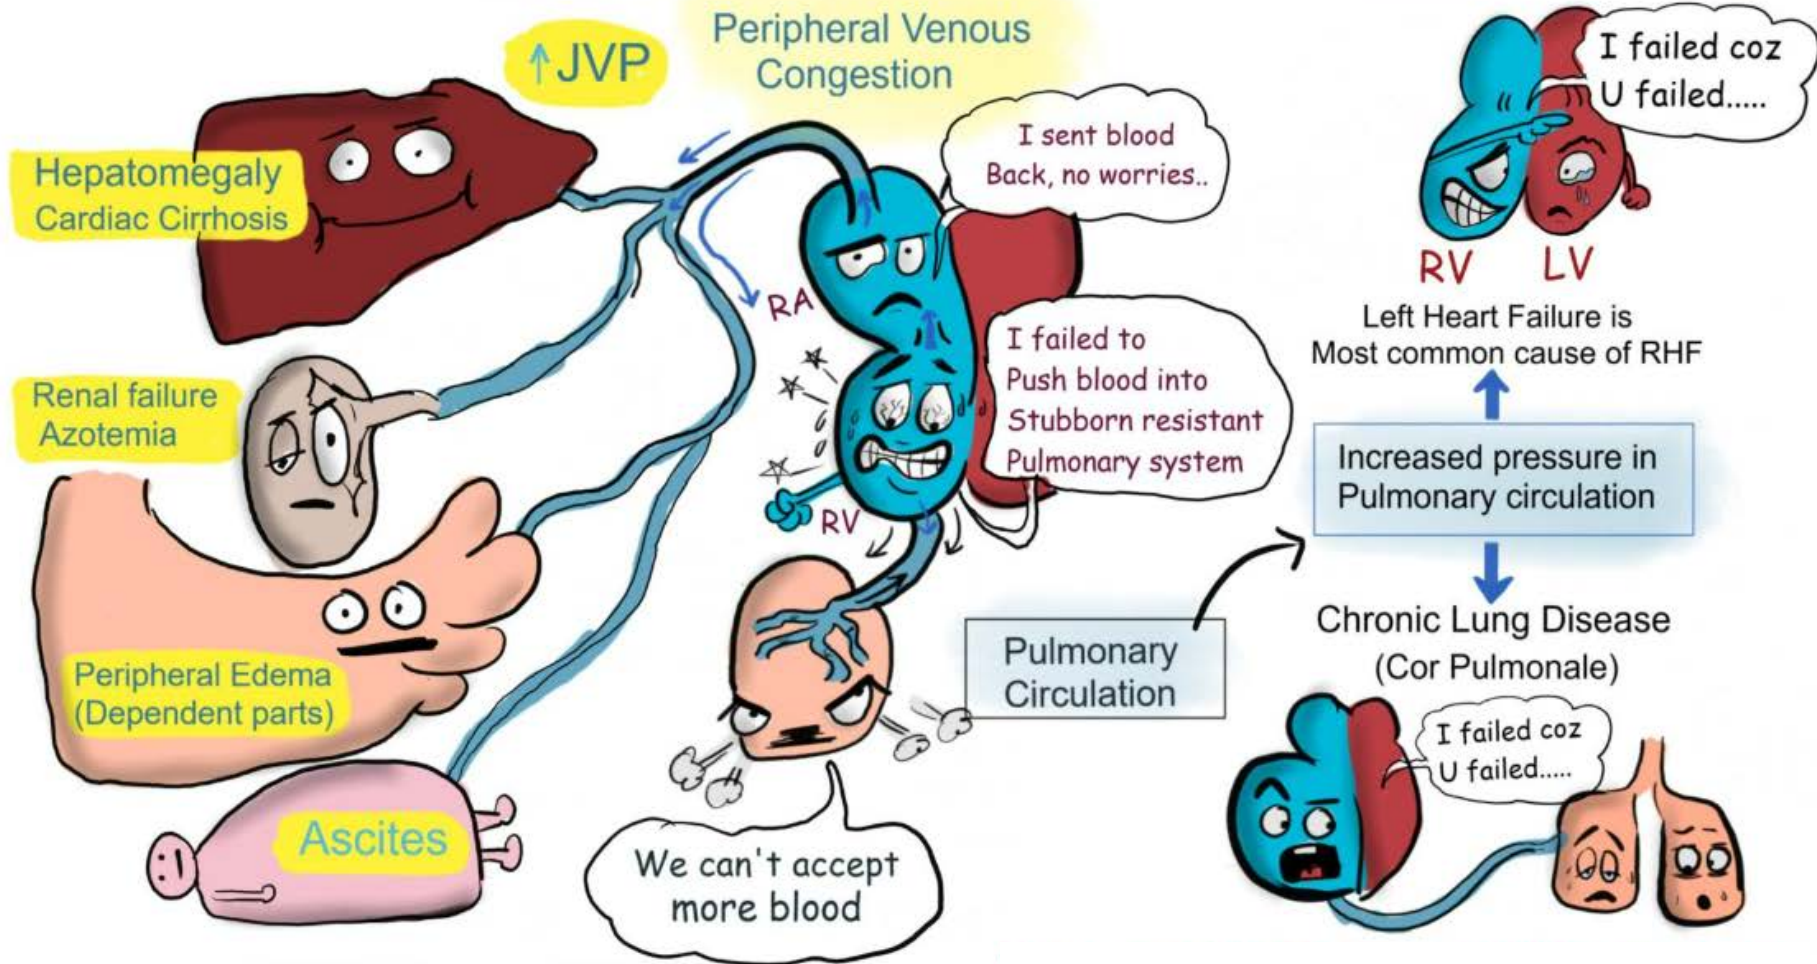 ↑JVP
Peripheral Venous
Congestion
Hepatomegaly
Cardiac Cirrhosis
Renal failure
Azotemia
Peripheral Edema
(Dependent parts)
Ascites
I sent blood
Back, no worries..
RA
I failed to
Push blood into
Stubborn resistant
Pulmonary system
RV
We can't accept
more blood
Pulmonary
Circulation
I failed coz
U failed.....
RV LV
Left Heart Failure is
Most common cause of RHF
Increased pressure in
Pulmonary circulation
Chronic Lung Disease
(Cor Pulmonale)
I failed coz
U failed.....